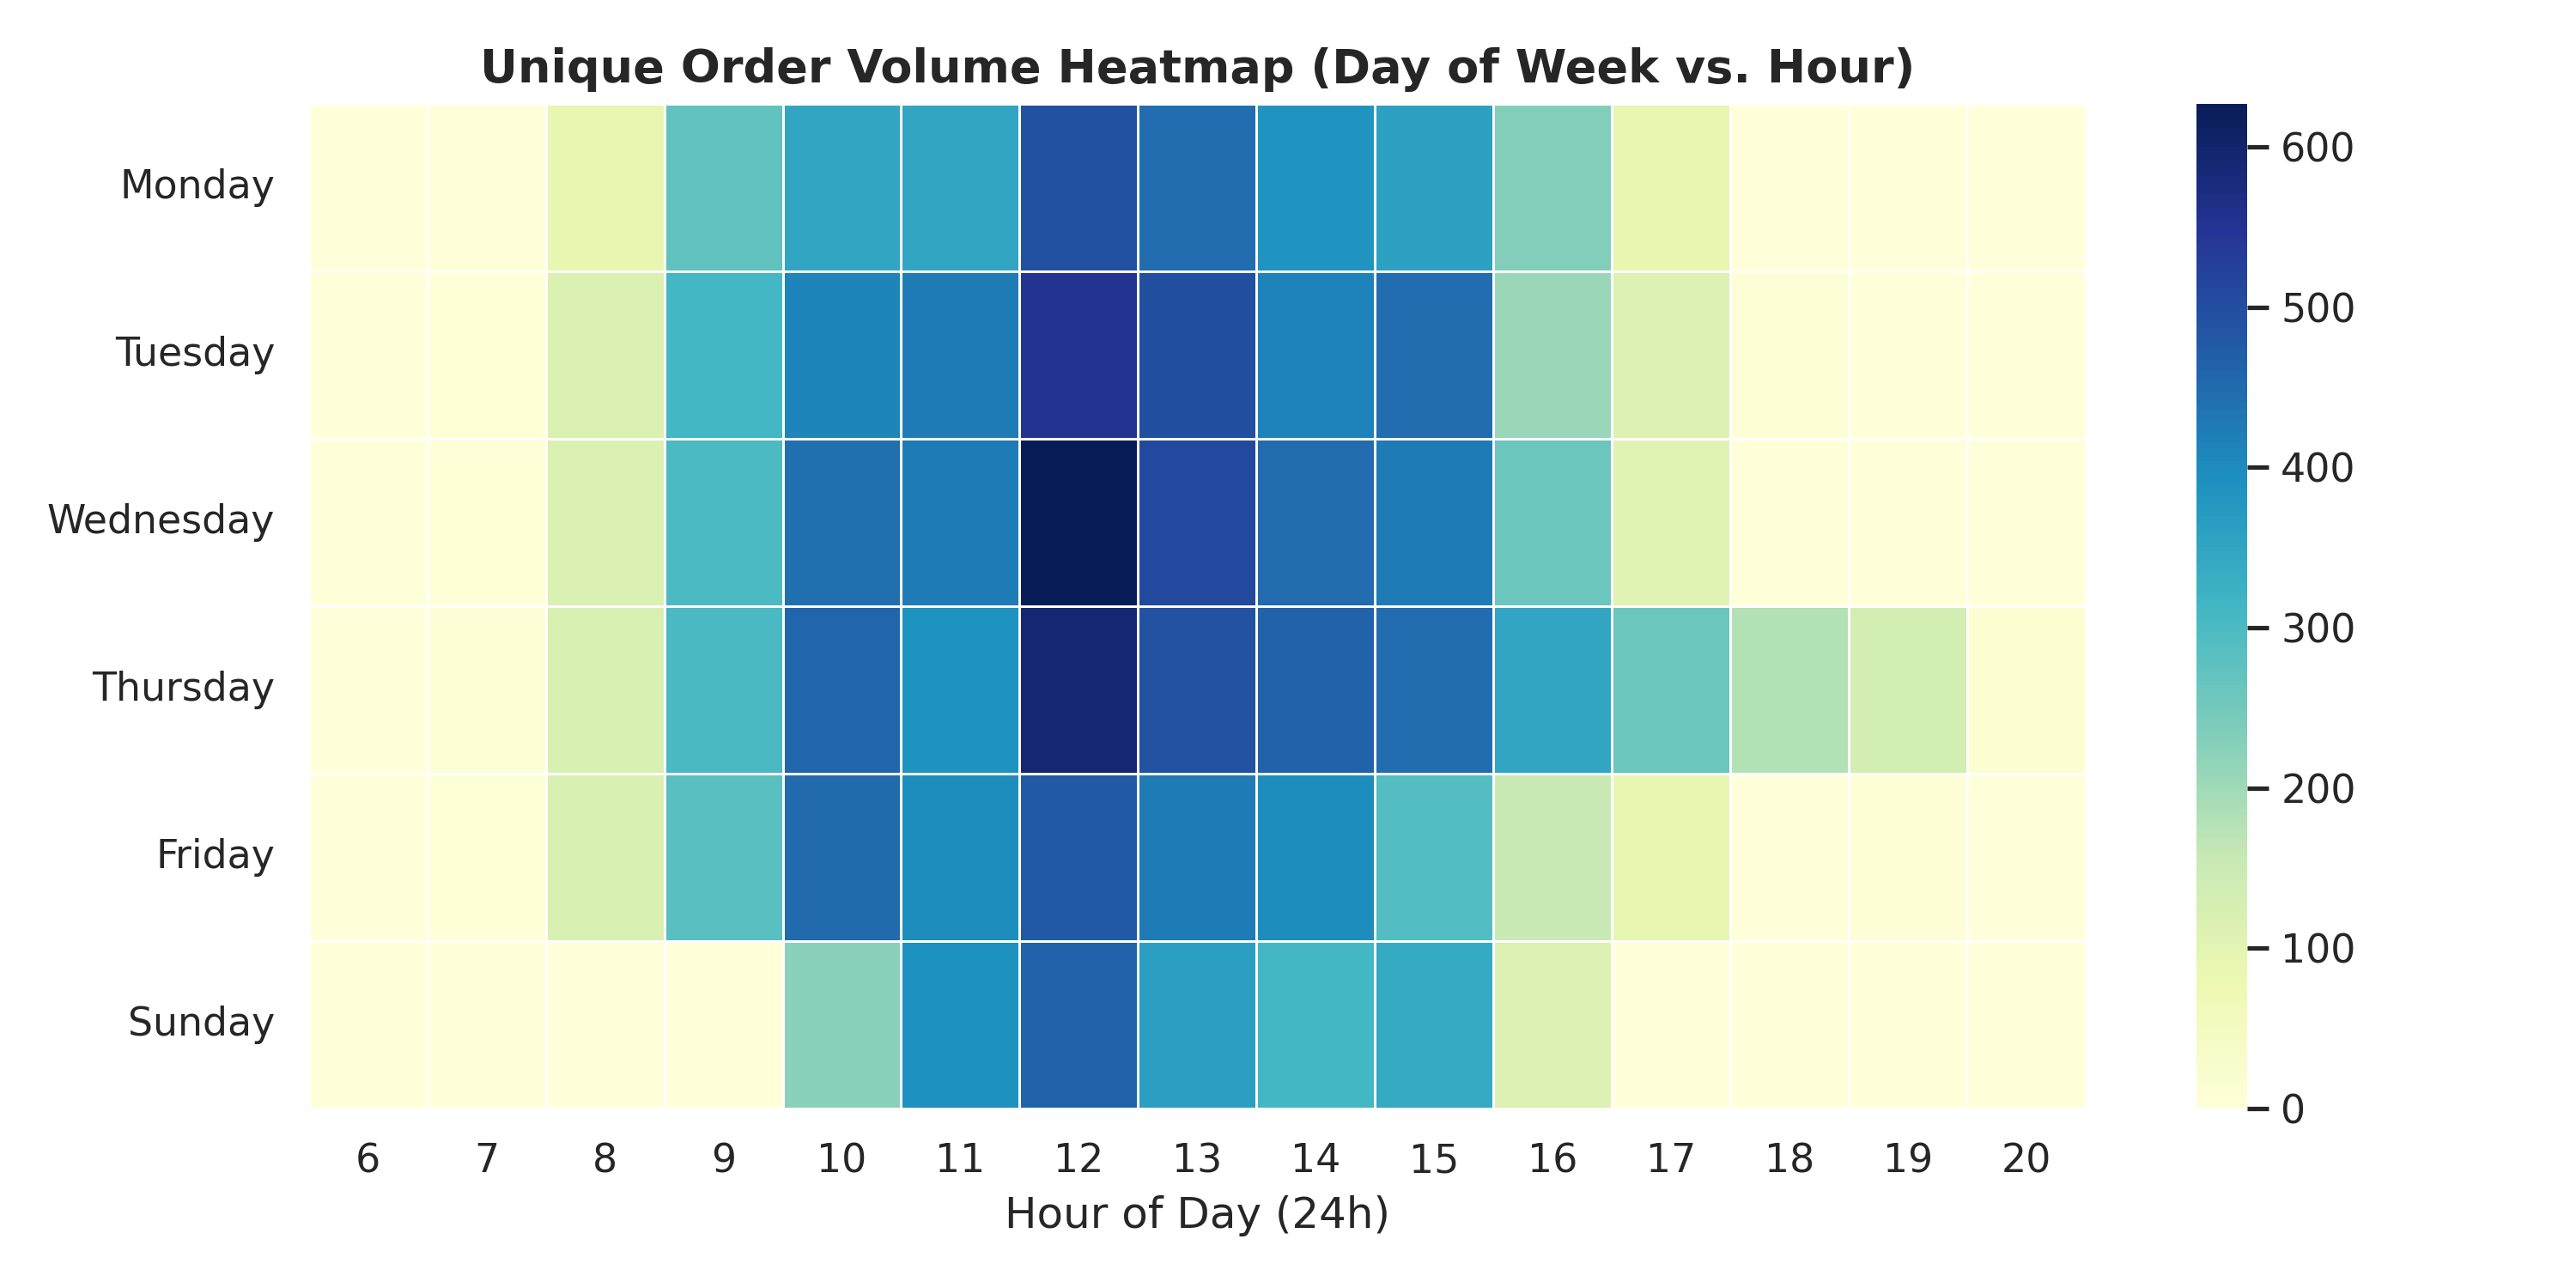 Unique Order Volume Heatmap (Day of Week vs. Hour)
Monday
Tuesday
Wednesday
Thursday
Friday
Sunday
6 7 8 9 10 11 12 13 14 15 16 17 18 19 20
Hour of Day (24h)
600
500
400
300
200
100
0